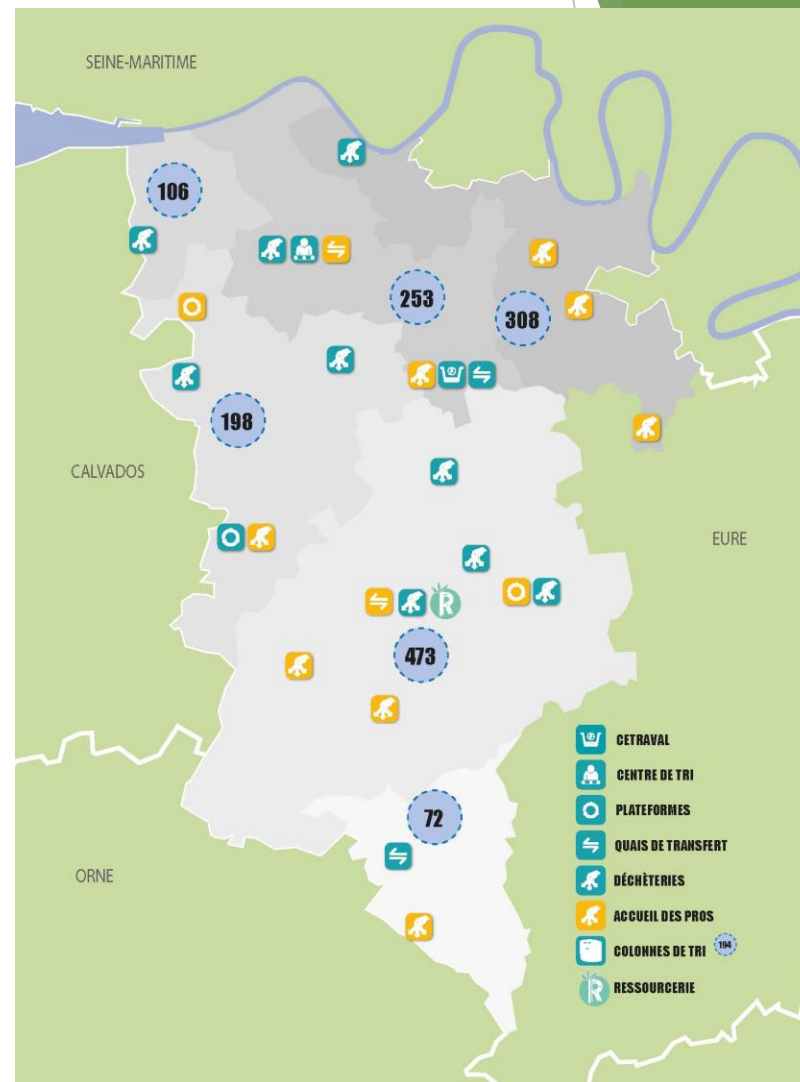 SEINE-MARITIME
106
253
308
198
CALVADOS
EURE
R
473
72
ORNE
CETRAVAL
CENTRE DE TRI
PLATEFORMES
QUAIS DE TRANSFERT
DÉCHÈTERIES
ACCUEIL DES PROS
COLONNES DE TRI 194
R RESSOURCERIE